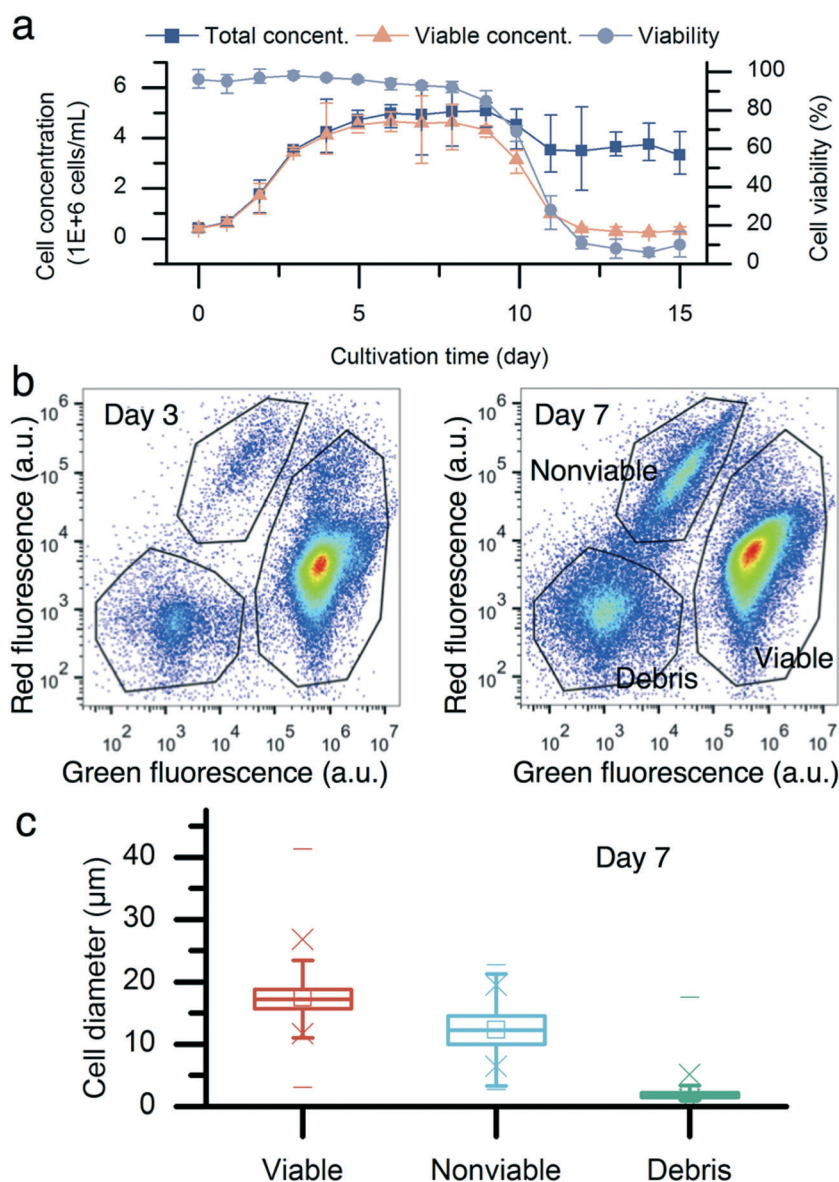 a
Total concent. Viable concent. Viability
Cell concentration
(1E+6 cells/mL)
6
4
2
0
100
80
60
40
20
0
Cell viability (%)
0 5 10 15
Cultivation time (day)
b
Day 3
Red fluorescence (a.u.)
10^6
10^5
10^4
10^3
10^2
10^2 10^3 10^4 10^5 10^6 10^7
Green fluorescence (a.u.)
Day 7
Nonviable
Debris
Viable
Red fluorescence (a.u.)
10^6
10^5
10^4
10^3
10^2
10^2 10^3 10^4 10^5 10^6 10^7
Green fluorescence (a.u.)
c
Day 7
Cell diameter (μm)
40
30
20
10
0
Viable Nonviable Debris